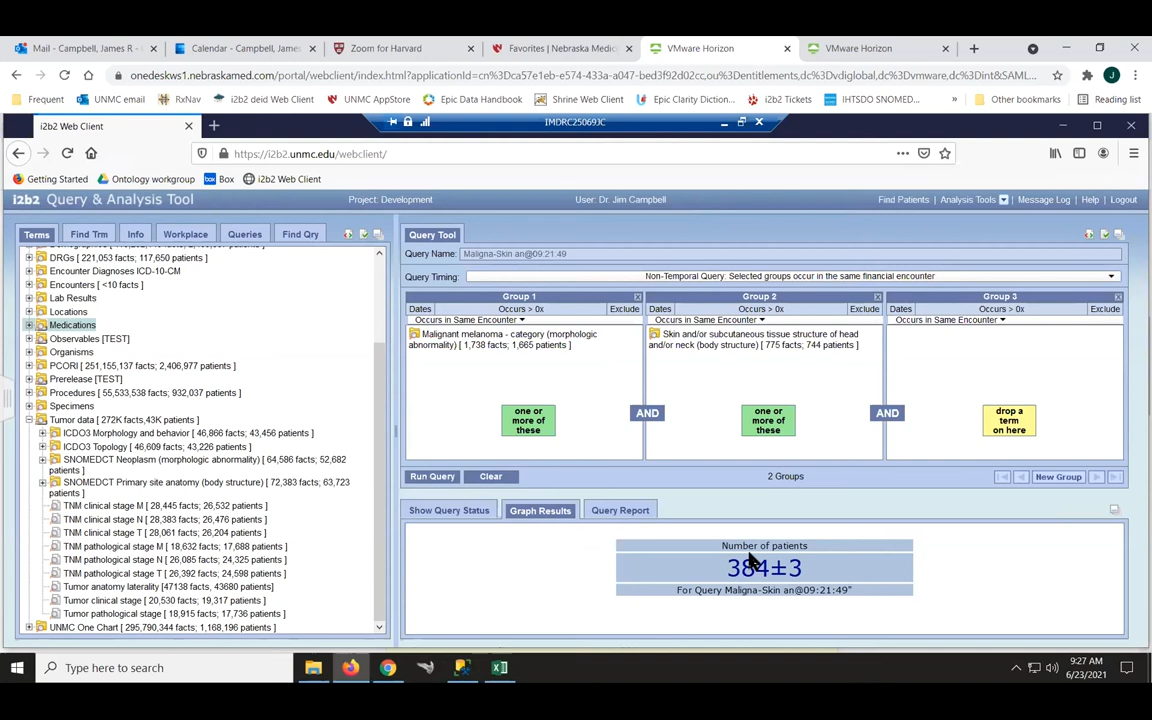 Mail - Campbell, James R -
Calendar - Campbell, James
Zoom for Harvard
Favorites | Nebraska Medic
VMware Horizon
VMware Horizon
onedeskws1.nebraskamed.com/portal/webclient/index.html?applicationId=cn%3Dca57e1eb-e574-433a-a047-bed3f92d02cc,ou%3Dentitlements,dc%3Dvdiglobal,dc%3Dvmware,dc%3Dint&SAML...
J
Frequent
UNMC email
RxNav
i2b2 deid Web Client
UNMC AppStore
Epic Data Handbook
Shrine Web Client
Epic Clarity Diction...
i2b2 Tickets
IHTSDO SNOMED...
»
Other bookmarks
Reading list
i2b2 Web Client
IMDRC25069JC
https://i2b2.unmc.edu/webclient/
Getting Started
Ontology workgroup
box
Box
i2b2 Web Client
i2b2 Query & Analysis Tool
Project: Development
User: Dr. Jim Campbell
Find Patients | Analysis Tools | Message Log | Help | Logout
Terms
Find Trm
Info
Workplace
Queries
Find Qry
DRGs [ 221,053 facts; 117,650 patients ]
Encounter Diagnoses ICD-10-CM
Encounters [ <10 facts ]
Lab Results
Locations
Medications
Observables [TEST]
Organisms
PCORI [ 251,155,137 facts; 2,406,977 patients ]
Prerelease [TEST]
Procedures [ 55,533,538 facts; 932,037 patients ]
Specimens
Tumor data [ 272K facts,43K patients ]
ICDO3 Morphology and behavior [ 46,866 facts; 43,456 patients ]
ICDO3 Topology [ 46,609 facts; 43,226 patients ]
SNOMEDCT Neoplasm (morphologic abnormality) [ 64,586 facts; 52,682
patients ]
SNOMEDCT Primary site anatomy (body structure) [ 72,383 facts; 63,723
patients ]
TNM clinical stage M [ 28,445 facts; 26,532 patients ]
TNM clinical stage N [ 28,383 facts; 26,476 patients ]
TNM clinical stage T [ 28,061 facts; 26,204 patients ]
TNM pathological stage M [ 18,632 facts; 17,688 patients ]
TNM pathological stage N [ 26,085 facts; 24,325 patients ]
TNM pathological stage T [ 26,392 facts; 24,598 patients ]
Tumor anatomy laterality [47138 facts, 43680 patients]
Tumor clinical stage [ 20,530 facts; 19,317 patients ]
Tumor pathological stage [ 18,915 facts; 17,736 patients ]
UNMC One Chart [ 295,790,344 facts; 1,168,196 patients ]
Query Tool
Query Name: Maligna-Skin an@09:21:49
Query Timing: Non-Temporal Query: Selected groups occur in the same financial encounter
Group 1
Dates Occurs > 0x Exclude
Occurs in Same Encounter
Malignant melanoma - category (morphologic
abnormality) [ 1,738 facts; 1,665 patients ]
one or
more of
these
AND
Group 2
Dates Occurs > 0x Exclude
Occurs in Same Encounter
Skin and/or subcutaneous tissue structure of head
and/or neck (body structure) [ 775 facts; 744 patients ]
one or
more of
these
AND
Group 3
Dates Occurs > 0x Exclude
Occurs in Same Encounter
drop a
term
on here
Run Query
Clear
2 Groups
New Group
Show Query Status
Graph Results
Query Report
Number of patients
384±3
For Query Maligna-Skin an@09:21:49"
Type here to search
9:27 AM
6/23/2021